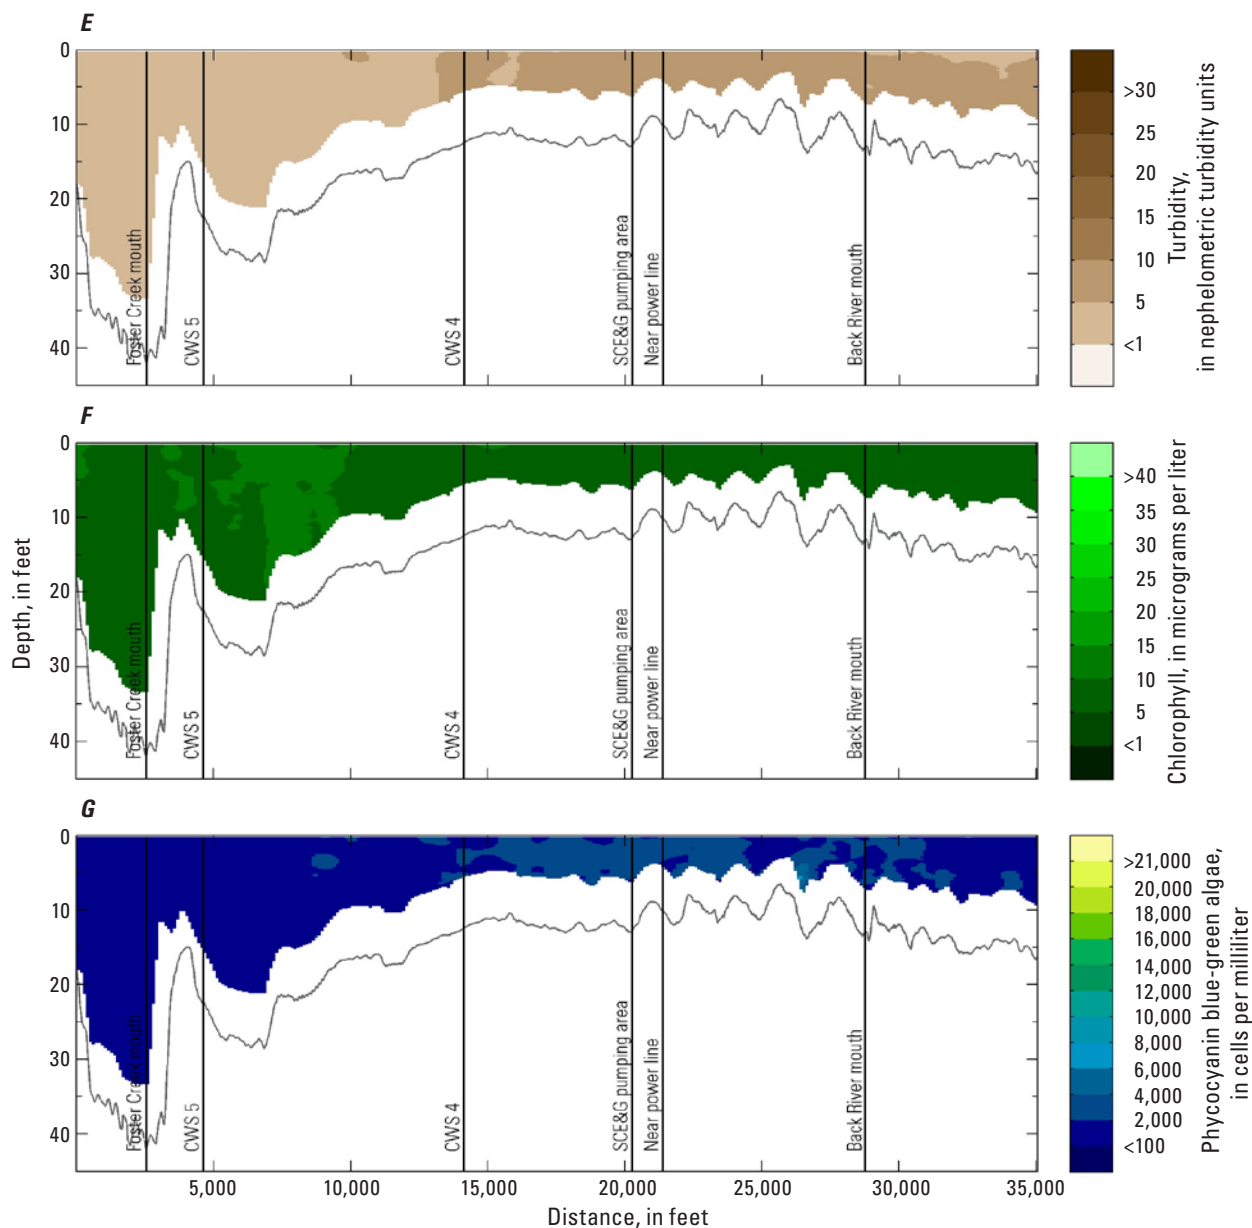 E
0
10
20
30
40
Foster Creek mouth
CWS 5
CWS 4
SCE&G pumping area
Near power line
Back River mouth
>30
25
20
15
10
5
<1
Turbidity,
in nephelometric turbidity units
F
0
10
20
30
40
Depth, in feet
Foster Creek mouth
CWS 5
CWS 4
SCE&G pumping area
Near power line
Back River mouth
>40
35
30
25
20
15
10
5
<1
Chlorophyll, in micrograms per liter
G
0
10
20
30
40
Foster Creek mouth
CWS 5
CWS 4
SCE&G pumping area
Near power line
Back River mouth
5,000
10,000
15,000
20,000
25,000
30,000
35,000
Distance, in feet
>21,000
20,000
18,000
16,000
14,000
12,000
10,000
8,000
6,000
4,000
2,000
<100
Phycocyanin blue-green algae,
in cells per milliliter